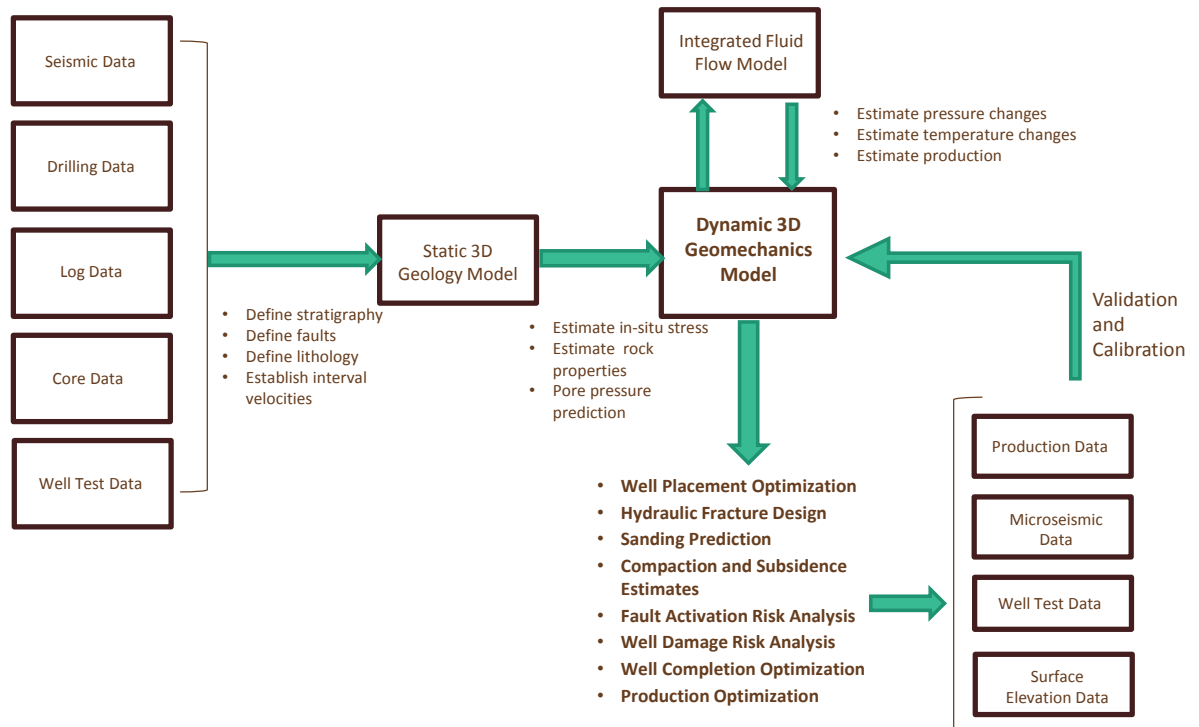 Seismic Data
Drilling Data
Log Data
Core Data
Well Test Data
• Define stratigraphy
• Define faults
• Define lithology
• Establish interval
velocities
Static 3D
Geology Model
• Estimate in-situ stress
• Estimate rock
properties
• Pore pressure
prediction
Integrated Fluid
Flow Model
• Estimate pressure changes
• Estimate temperature changes
• Estimate production
Dynamic 3D
Geomechanics
Model
• Well Placement Optimization
• Hydraulic Fracture Design
• Sanding Prediction
• Compaction and Subsidence
Estimates
• Fault Activation Risk Analysis
• Well Damage Risk Analysis
• Well Completion Optimization
• Production Optimization
Validation
and
Calibration
Production Data
Microseismic
Data
Well Test Data
Surface
Elevation Data